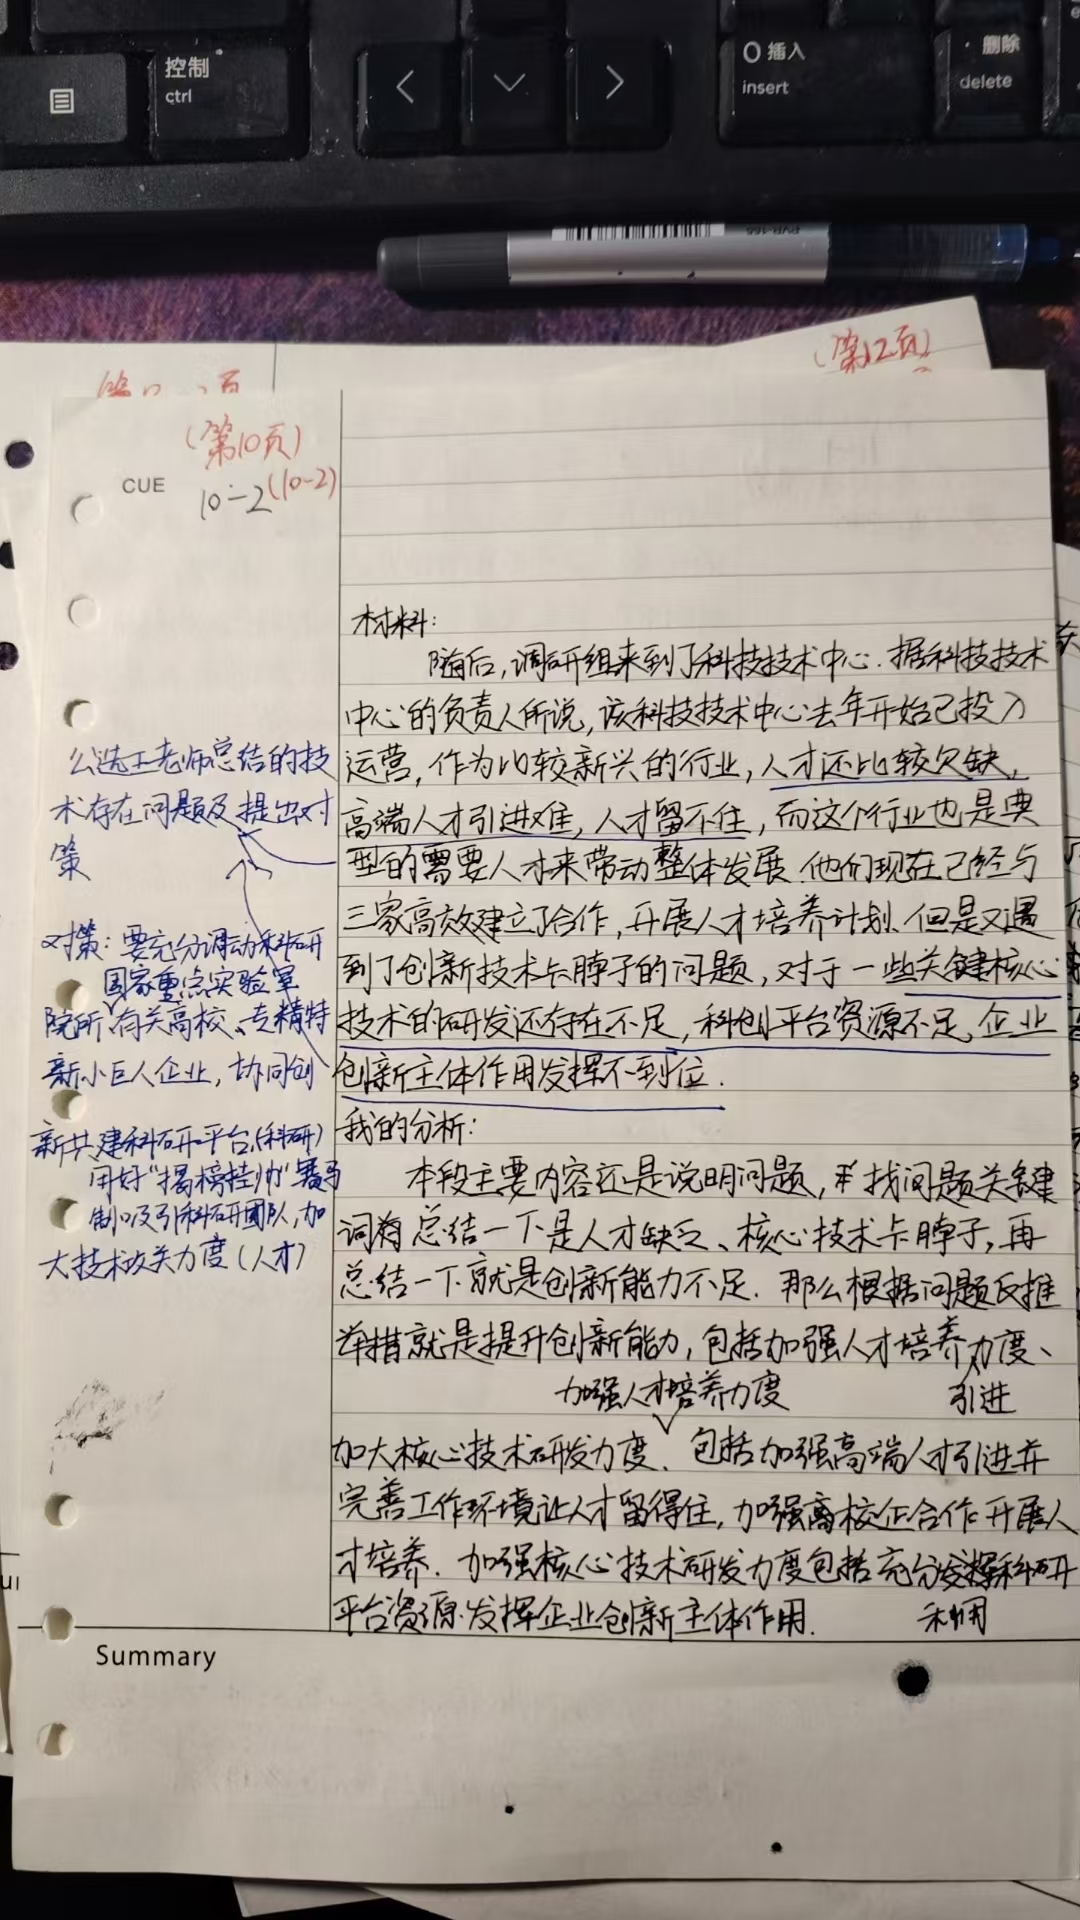 控制
ctrl
插入
insert
删除
delete
(第12页)
(第10页)
CUE
10-2(10-2)
材料:
随后,调研组来到了科技技术中心.据科技技术
中心的负责人所说,该科技技术中心去年开始已投入
运营,作为比较新兴的行业,人才还比较欠缺,
高端人才引进难,人才留不住,而这个行业也是典
型的需要人才来带动整体发展.他们现在已经与
三家高效建立了合作,开展人才培养计划.但是又遇
到了创新技术卡脖子的问题,对于一些关键核心
技术的研发还存在不足,科创平台资源不足,企业
创新主体作用发挥不到位.
我的分析:
本段主要内容还是说明问题,找问题关键
词 总结一下是人才缺乏、核心技术卡脖子,再
总结一下就是创新能力不足.那么根据问题反推
举措就是提升创新能力,包括加强人才培养力度、
加强人才培养力度 引进
加大核心技术研发力度、包括加强高端人才引进并
完善工作环境让人才留得住,加强高校企合作开展人
才培养.加强核心技术研发力度包括充分发挥科研
平台资源.发挥企业创新主体作用.
利用
公选王老师总结的技
术存在问题及提出对
策
对策:要充分调动科研
国家重点实验室
院所、有关高校、专精特
新小巨人企业,协同创
新共建科研平台,(科研)
用好"揭榜挂帅"赛马
制吸引科研团队,加
大技术攻关力度(人才)
Summary